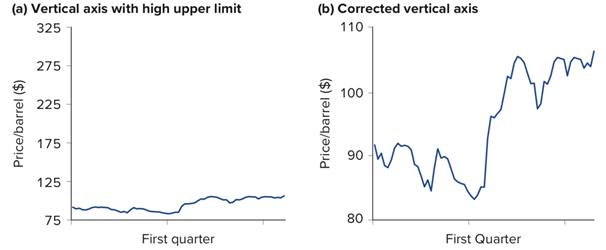 (a) Vertical axis with high upper limit
325
275
225
175
125
75
Price/barrel ($)
First quarter
(b) Corrected vertical axis
110
100
90
80
Price/barrel ($)
First Quarter